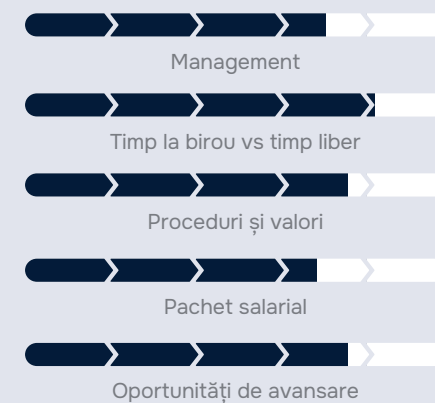 Management
Timp la birou vs timp liber
Proceduri și valori
Pachet salarial
Oportunități de avansare